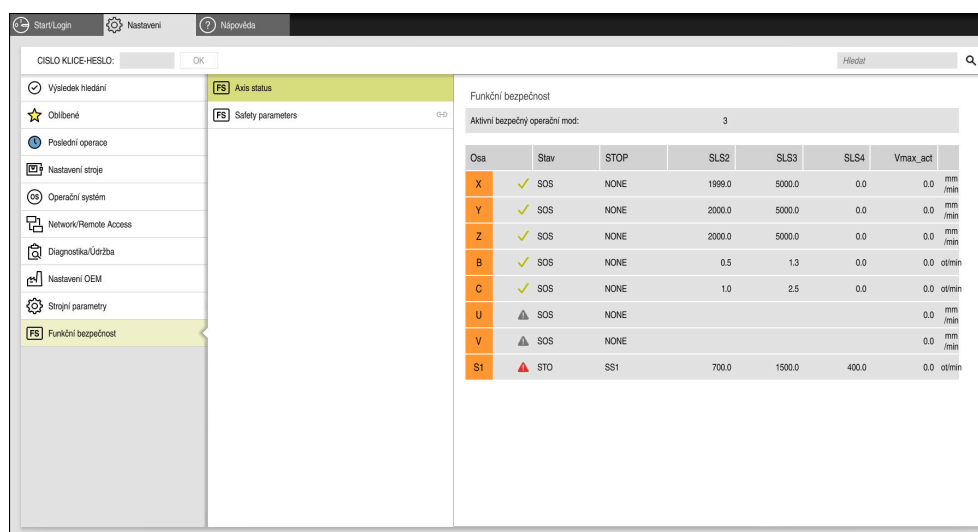 Start/Login Nastaveni ? Nápověda
CISLO KLICE-HESLO: OK Hledat
Výsledek hledání
Oblíbené
Poslední operace
Nastavení stroje
OS Operační systém
Network/Remote Access
Diagnostika/Údržba
Nastavení OEM
Strojní parametry
FS Funkční bezpečnost
FS Axis status
FS Safety parameters
Funkční bezpečnost
Aktivní bezpečný operační mod: 3
Osa Stav STOP SLS2 SLS3 SLS4 Vmax_act
X SOS NONE 1999.0 5000.0 0.0 0.0 mm/min
Y SOS NONE 2000.0 5000.0 0.0 0.0 mm/min
Z SOS NONE 2000.0 5000.0 0.0 0.0 mm/min
B SOS NONE 0.5 1.3 0.0 0.0 ot/min
C SOS NONE 1.0 2.5 0.0 0.0 ot/min
U SOS NONE 0.0 mm/min
V SOS NONE 0.0 mm/min
S1 STO SS1 700.0 1500.0 400.0 0.0 ot/min